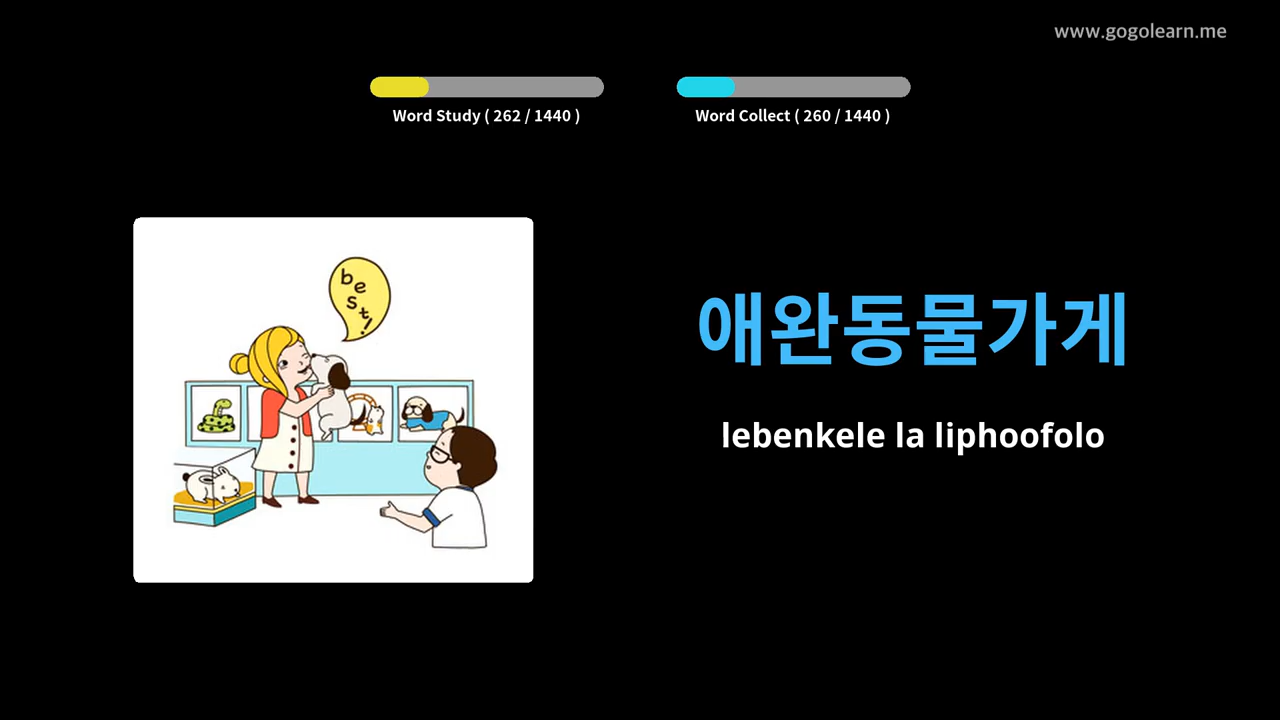 www.gogolearn.me
Word Study ( 262 / 1440 )
Word Collect ( 260 / 1440 )
best!
애완동물가게
lebenkele la liphoofolo